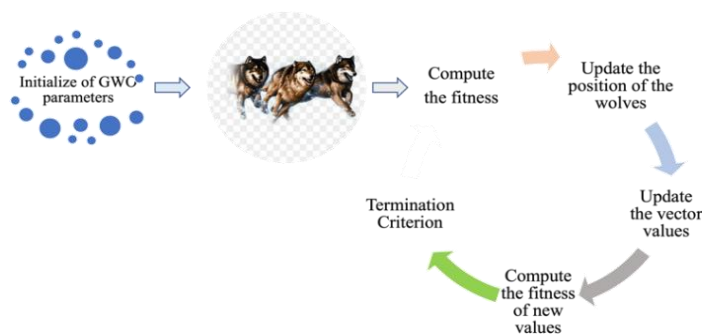 Initialize of GWO
parameters
Compute
the fitness
Update the
position of the
wolves
Update
the vector
values
Compute
the fitness
of new
values
Termination
Criterion